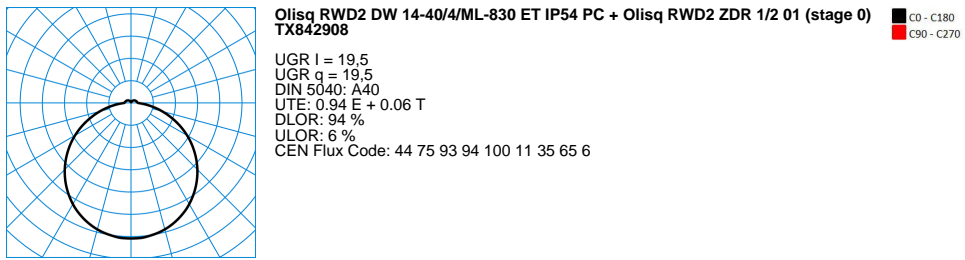 Olisq RWD2 DW 14-40/4/ML-830 ET IP54 PC + Olisq RWD2 ZDR 1/2 01 (stage 0)
TX842908
UGR l = 19,5
UGR q = 19,5
DIN 5040: A40
UTE: 0.94 E + 0.06 T
DLOR: 94 %
ULOR: 6 %
CEN Flux Code: 44 75 93 94 100 11 35 65 6
C0 - C180
C90 - C270